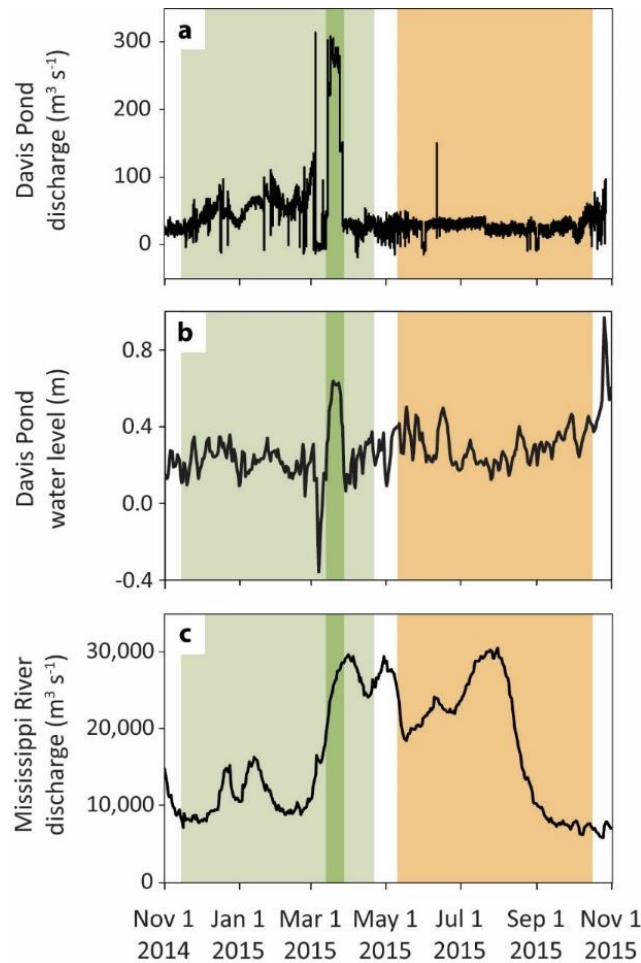 a
300
200
100
0
Davis Pond
discharge (m³ s⁻¹)
b
0.8
0.4
0.0
-0.4
Davis Pond
water level (m)
c
30,000
20,000
10,000
0
Mississippi River
discharge (m³ s⁻¹)
Nov 1 Jan 1 Mar 1 May 1 Jul 1 Sep 1 Nov 1
2014 2015 2015 2015 2015 2015 2015